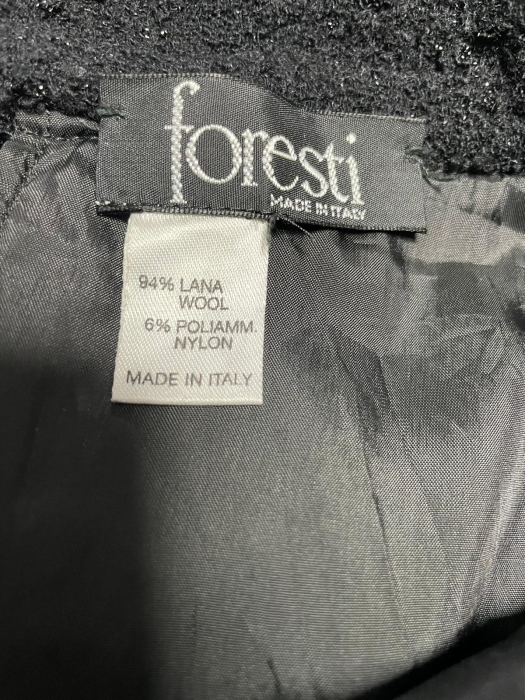 foresti
MADE IN ITALY
94% LANA
WOOL
6% POLIAMM.
NYLON
MADE IN ITALY